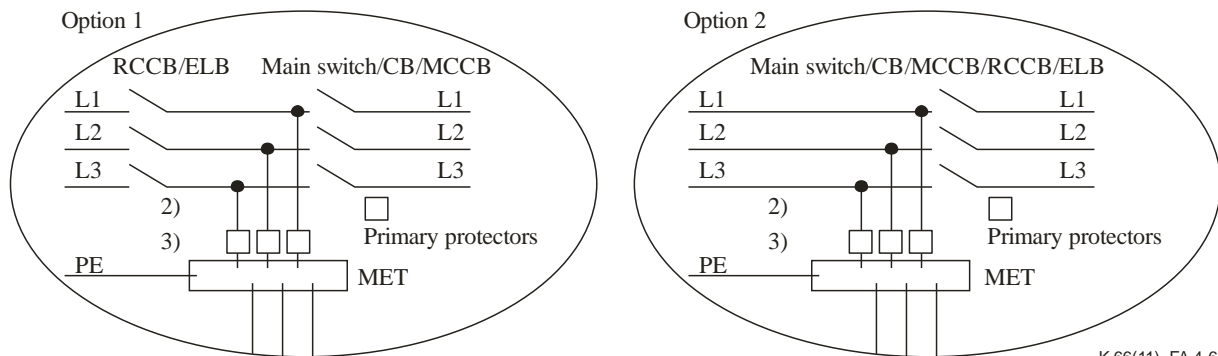 Option 1
RCCB/ELB Main switch/CB/MCCB
L1 L1
L2 L2
L3 L3
2)
3) Primary protectors
PE MET
Option 2
Main switch/CB/MCCB/RCCB/ELB
L1 L1
L2 L2
L3 L3
2)
3) Primary protectors
PE MET